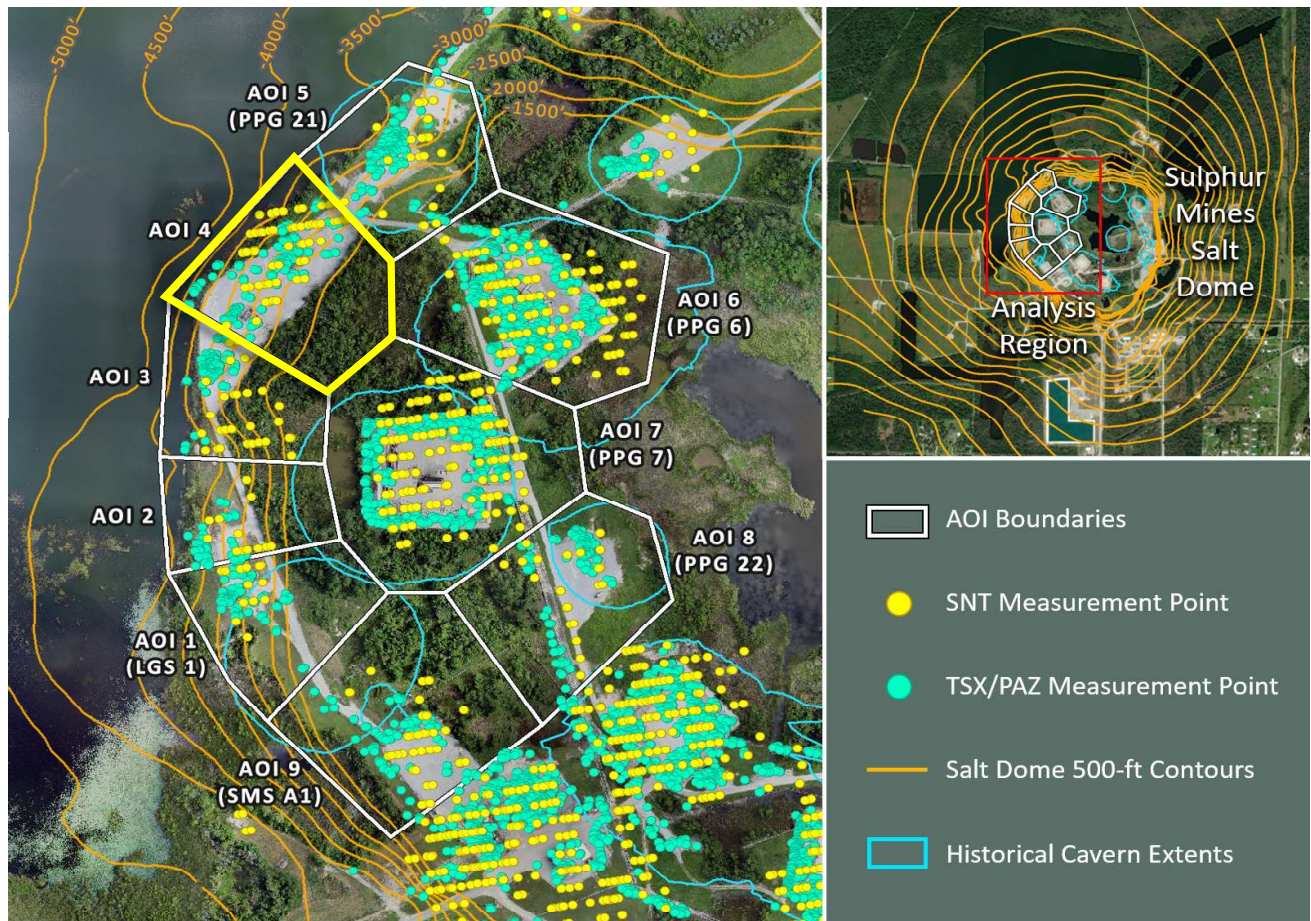 -5000'
-4500'
-4000'
-3500'
-3000'
-2500'
-2000'
-1500'
AOI 5
(PPG 21)
AOI 4
AOI 3
AOI 2
AOI 1
(LGS 1)
AOI 9
(SMS A1)
AOI 6
(PPG 6)
AOI 7
(PPG 7)
AOI 8
(PPG 22)
Sulphur
Mines
Salt
Dome
Analysis
Region
AOI Boundaries
SNT Measurement Point
TSX/PAZ Measurement Point
Salt Dome 500-ft Contours
Historical Cavern Extents